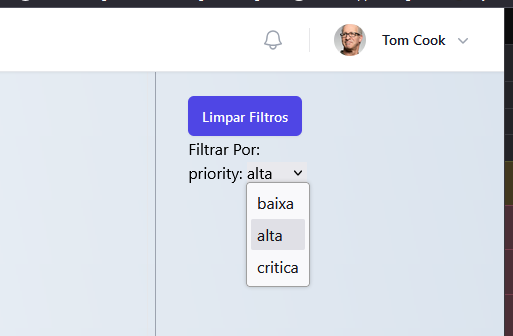 Tom Cook
Limpar Filtros
Filtrar Por:
priority: alta
baixa
alta
critica